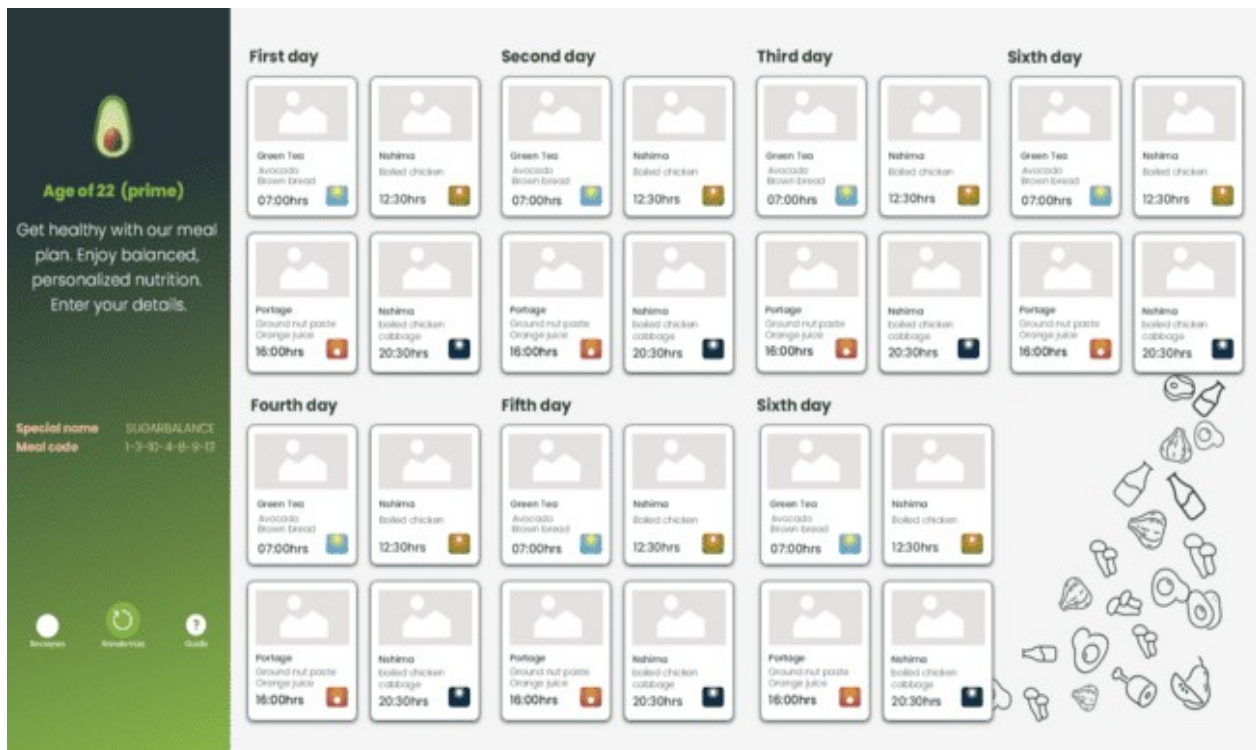 Age of 22 (prime)
Get healthy with our meal
plan. Enjoy balanced,
personalized nutrition.
Enter your details.
Special name SUGARBALANCE
Meal code 1-3-10-4-8-9-13
Guide
First day
Green Tea
Avocado
Brown bread
07:00hrs
Nshima
Boiled chicken
12:30hrs
Portage
Ground nut paste
Orange juice
16:00hrs
Nshima
boiled chicken
cabbage
20:30hrs
Second day
Green Tea
Avocado
Brown bread
07:00hrs
Nshima
Boiled chicken
12:30hrs
Portage
Ground nut paste
Orange juice
16:00hrs
Nshima
boiled chicken
cabbage
20:30hrs
Third day
Green Tea
Avocado
Brown bread
07:00hrs
Nshima
Boiled chicken
12:30hrs
Portage
Ground nut paste
Orange juice
16:00hrs
Nshima
boiled chicken
cabbage
20:30hrs
Sixth day
Green Tea
Avocado
Brown bread
07:00hrs
Nshima
Boiled chicken
12:30hrs
Portage
Ground nut paste
Orange juice
16:00hrs
Nshima
boiled chicken
cabbage
20:30hrs
Fourth day
Green Tea
Avocado
Brown bread
07:00hrs
Nshima
Boiled chicken
12:30hrs
Portage
Ground nut paste
Orange juice
16:00hrs
Nshima
boiled chicken
cabbage
20:30hrs
Fifth day
Green Tea
Avocado
Brown bread
07:00hrs
Nshima
Boiled chicken
12:30hrs
Portage
Ground nut paste
Orange juice
16:00hrs
Nshima
boiled chicken
cabbage
20:30hrs
Sixth day
Green Tea
Avocado
Brown bread
07:00hrs
Nshima
Boiled chicken
12:30hrs
Portage
Ground nut paste
Orange juice
16:00hrs
Nshima
boiled chicken
cabbage
20:30hrs